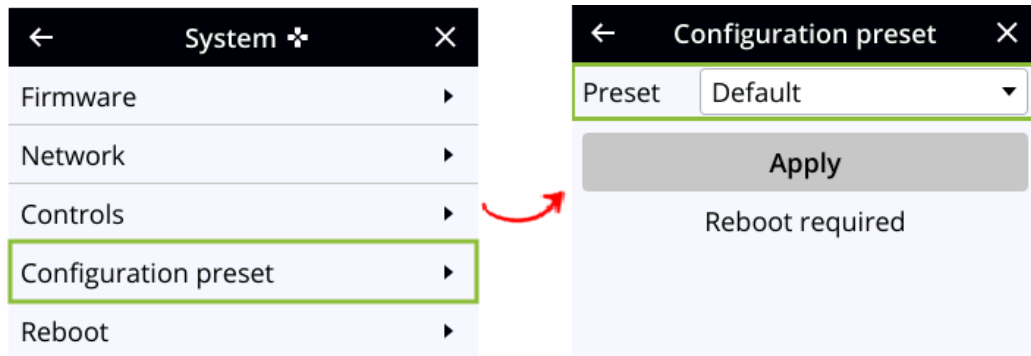 System
Firmware
Network
Controls
Configuration preset
Reboot
Configuration preset
Preset Default
Apply
Reboot required